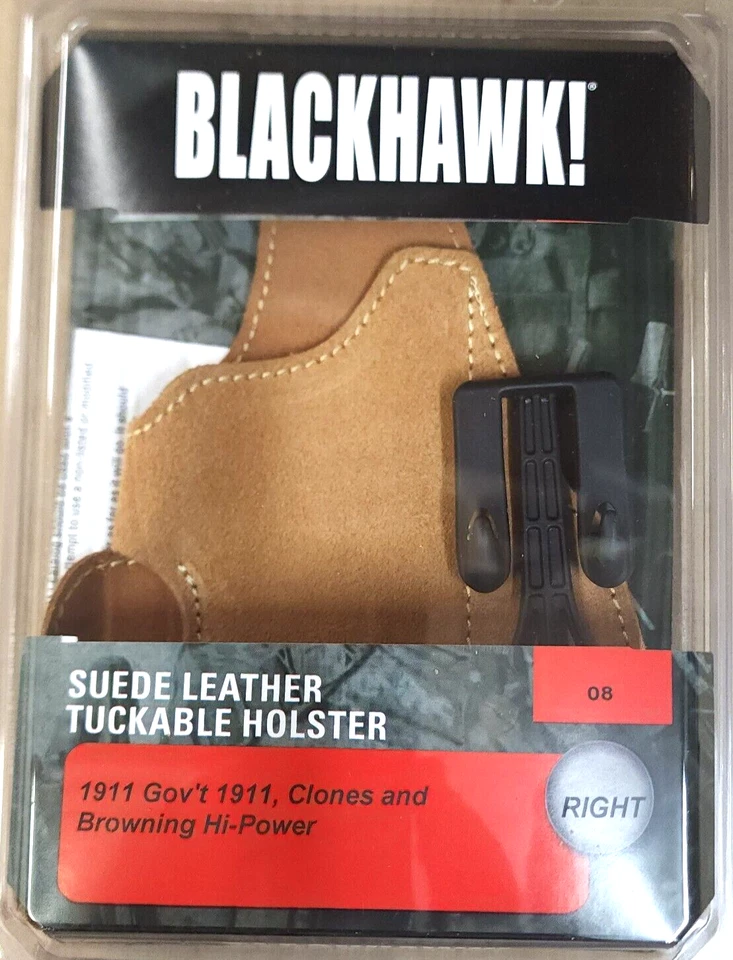 BLACKHAWK!®
SUEDE LEATHER
TUCKABLE HOLSTER
08
1911 Gov't 1911, Clones and
Browning Hi-Power
RIGHT